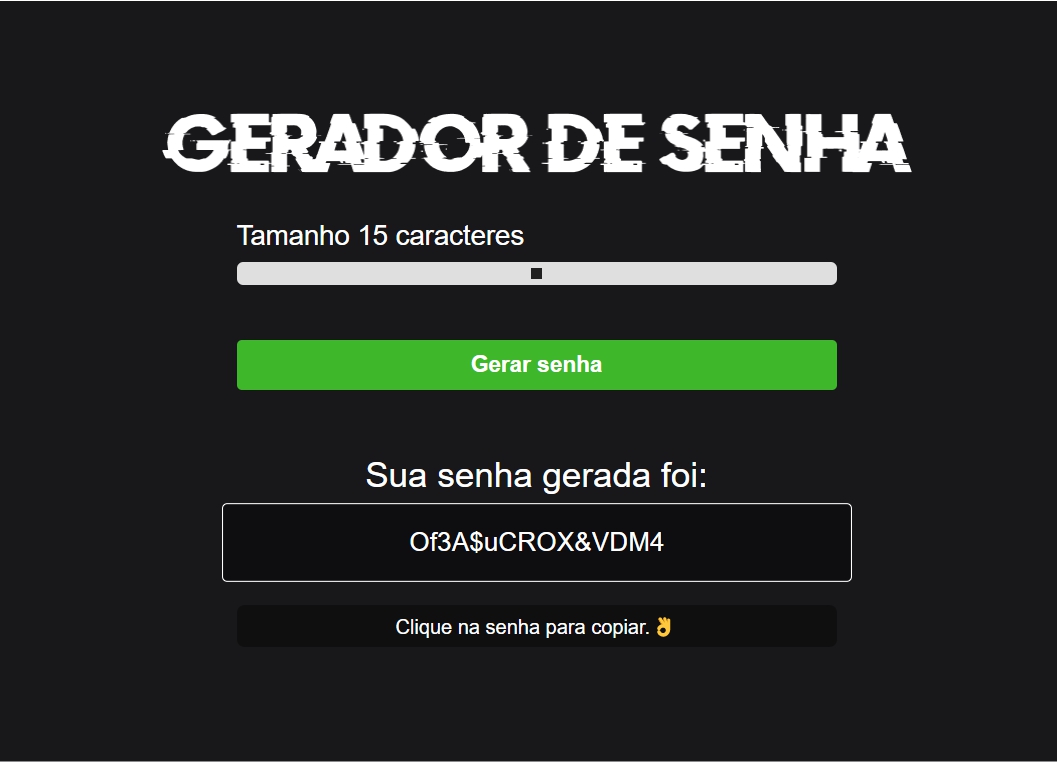 GERADOR DE SENHA
Tamanho 15 caracteres
Gerar senha
Sua senha gerada foi:
Of3A$uCROX&VDM4
Clique na senha para copiar.👌